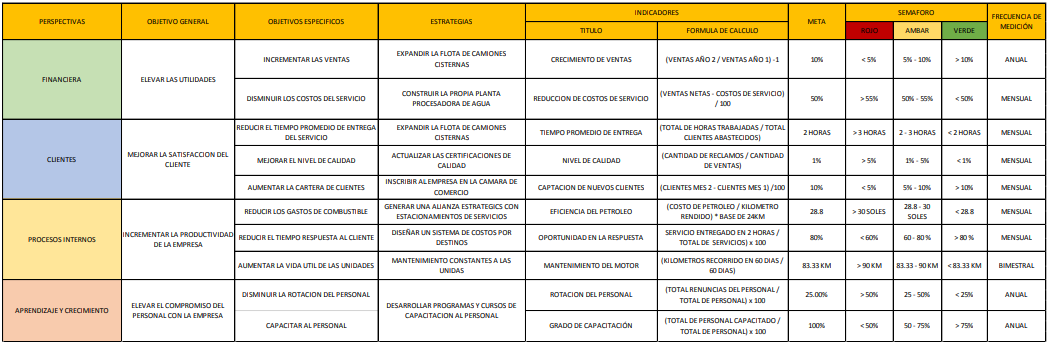 PERSPECTIVAS OBJETIVO GENERAL OBJETIVOS ESPECIFICOS ESTRATEGIAS INDICADORES META SEMAFORO FRECUENCIA DE MEDICIÓN
TITULO FORMULA DE CALCULO ROJO AMBAR VERDE
FINANCIERA
ELEVAR LAS UTILIDADES
INCREMENTAR LAS VENTAS
EXPANDIR LA FLOTA DE CAMIONES
CISTERNAS
CRECIMIENTO DE VENTAS
(VENTAS AÑO 2 / VENTAS AÑO 1) -1
10%
< 5%
5% - 10%
> 10%
ANUAL
DISMINUIR LOS COSTOS DEL SERVICIO
CONSTRUIR LA PROPIA PLANTA
PROCESADORA DE AGUA
REDUCCION DE COSTOS DE SERVICIO
(VENTAS NETAS - COSTOS DE SERVICIO)
/ 100
50%
> 55%
50% - 55%
< 50%
MENSUAL
CLIENTES
MEJORAR LA SATISFACCION DEL
CLIENTE
REDUCIR EL TIEMPO PROMEDIO DE ENTREGA
DEL SERVICIO
EXPANDIR LA FLOTA DE CAMIONES
CISTERNAS
TIEMPO PROMEDIO DE ENTREGA
(TOTAL DE HORAS TRABAJADAS / TOTAL
CLIENTES ABASTECIDOS)
2 HORAS
> 3 HORAS
2 - 3 HORAS
< 2 HORAS
MENSUAL
MEJORAR EL NIVEL DE CALIDAD
ACTUALIZAR LAS CERTIFICACIONES DE
CALIDAD
NIVEL DE CALIDAD
(CANTIDAD DE RECLAMOS / CANTIDAD
DE VENTAS)
1%
> 5%
1% - 5%
< 1%
MENSUAL
AUMENTAR LA CARTERA DE CLIENTES
INSCRIBIR AL EMPRESA EN LA CAMARA DE
COMERCIO
CAPTACION DE NUEVOS CLIENTES
(CLIENTES MES 2 - CLIENTES MES 1) /100
10%
< 5%
5% - 10%
> 10%
MENSUAL
PROCESOS INTERNOS
INCREMENTAR LA PRODUCTIVIDAD
DE LA EMPRESA
REDUCIR LOS GASTOS DE COMBUSTIBLE
GENERAR UNA ALIANZA ESTRATEGICS CON
ESTACIONAMIENTOS DE SERVICIOS
EFICIENCIA DEL PETROLEO
(COSTO DE PETROLEO / KILOMETRO
RENDIDO) * BASE DE 24KM
28.8
> 30 SOLES
28.8 - 30
SOLES
< 28.8
MENSUAL
REDUCIR EL TIEMPO RESPUESTA AL CLIENTE
DISEÑAR UN SISTEMA DE COSTOS POR
DESTINOS
OPORTUNIDAD EN LA RESPUESTA
SERVICIO ENTREGADO EN 2 HORAS /
TOTAL DE SERVICIOS) x 100
80%
< 60%
60 - 80 %
> 80 %
MENSUAL
AUMENTAR LA VIDA UTIL DE LAS UNIDADES
MANTENIMIENTO CONSTANTES A LAS
UNIDAS
MANTENIMIENTO DEL MOTOR
(KILOMETROS RECORRIDO EN 60 DIAS /
60 DIAS)
83.33 KM
> 90 KM
83.33 - 90 KM
< 83.33 KM
BIMESTRAL
APRENDIZAJE Y CRECIMIENTO
ELEVAR EL COMPROMISO DEL
PERSONAL CON LA EMPRESA
DISMINUIR LA ROTACION DEL PERSONAL
DESARROLLAR PROGRAMAS Y CURSOS DE
CAPACITACION AL PERSONAL
ROTACION DEL PERSONAL
(TOTAL RENUNCIAS DEL PERSONAL /
TOTAL DE PERSONAL) x 100
25.00%
> 50%
25 - 50%
< 25%
ANUAL
CAPACITAR AL PERSONAL
GRADO DE CAPACITACIÓN
(TOTAL DE PERSONAL CAPACITADO /
TOTAL DE PERSONAL) x 100
100%
< 50%
50 - 75%
> 75%
ANUAL